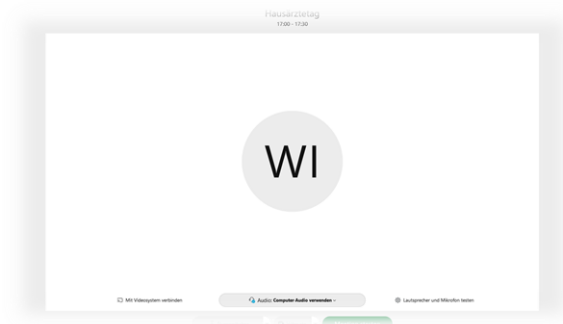 Hausärztetag
17:00 - 17:30
WI
Mit Videosystem verbinden
Audio: Computer-Audio verwenden
Lautsprecher und Mikrofon testen